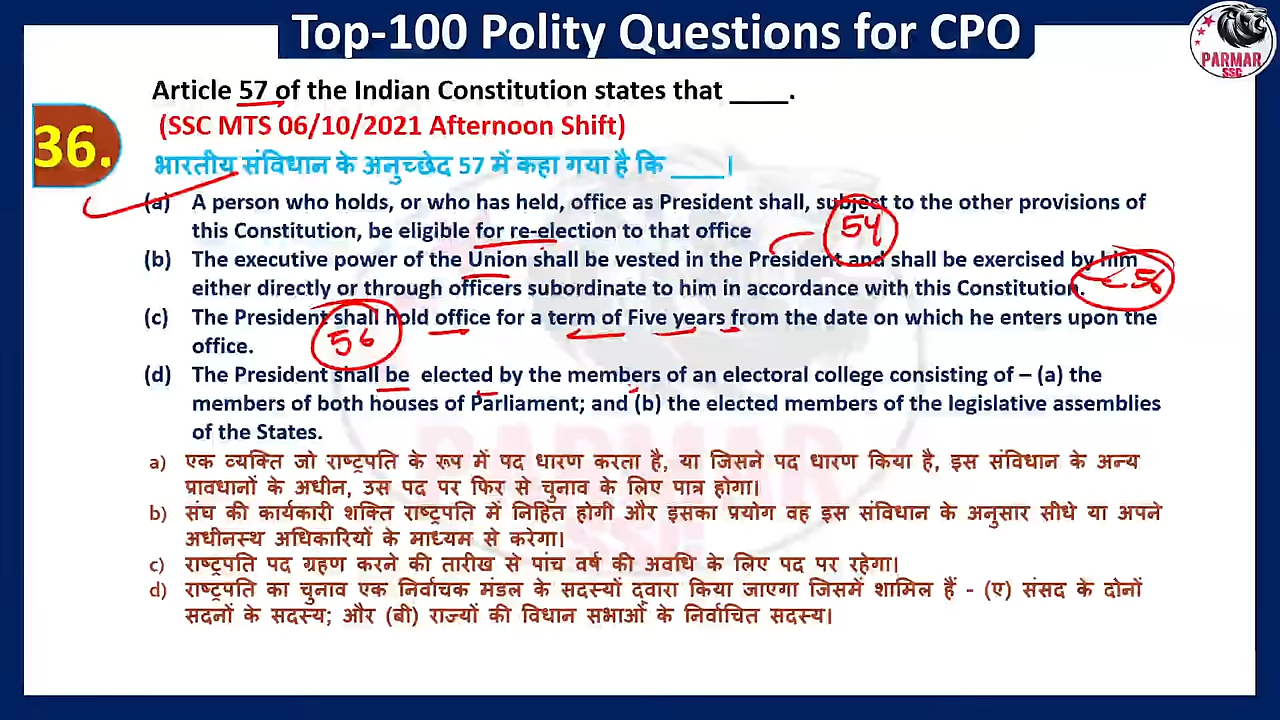 Top-100 Polity Questions for CPO
PARMAR
SSC
36.
Article 57 of the Indian Constitution states that ____.
(SSC MTS 06/10/2021 Afternoon Shift)
भारतीय संविधान के अनुच्छेद 57 में कहा गया है कि ____।
(a) A person who holds, or who has held, office as President shall, subject to the other provisions of
this Constitution, be eligible for re-election to that office
54
(b) The executive power of the Union shall be vested in the President and shall be exercised by him
either directly or through officers subordinate to him in accordance with this Constitution.
56
(c) The President shall hold office for a term of Five years from the date on which he enters upon the
office.
56
(d) The President shall be elected by the members of an electoral college consisting of – (a) the
members of both houses of Parliament; and (b) the elected members of the legislative assemblies
of the States.
a) एक व्यक्ति जो राष्ट्रपति के रूप में पद धारण करता है, या जिसने पद धारण किया है, इस संविधान के अन्य
प्रावधानों के अधीन, उस पद पर फिर से चुनाव के लिए पात्र होगा।
b) संघ की कार्यकारी शक्ति राष्ट्रपति में निहित होगी और इसका प्रयोग वह इस संविधान के अनुसार सीधे या अपने
अधीनस्थ अधिकारियों के माध्यम से करेगा।
c) राष्ट्रपति पद ग्रहण करने की तारीख से पांच वर्ष की अवधि के लिए पद पर रहेगा।
d) राष्ट्रपति का चुनाव एक निर्वाचक मंडल के सदस्यों द्वारा किया जाएगा जिसमें शामिल हैं - (ए) संसद के दोनों
सदनों के सदस्य; और (बी) राज्यों की विधान सभाओं के निर्वाचित सदस्य।
PARMAR
SSC